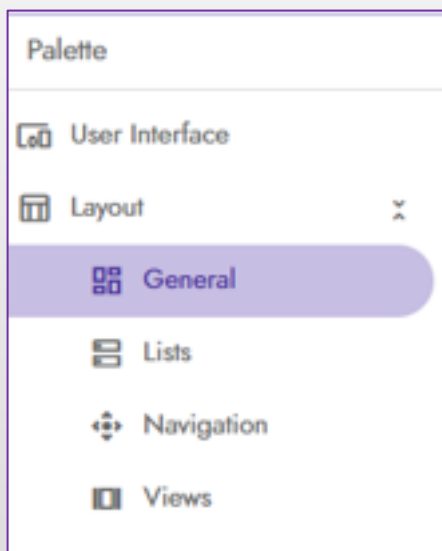 Palette
User Interface
Layout
General
Lists
Navigation
Views